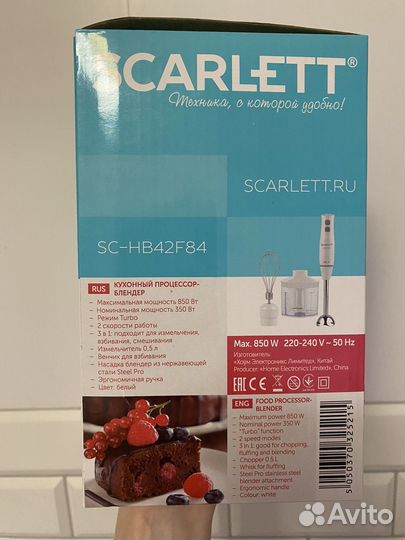 SCARLETT®
Техника, с которой удобно!
SCARLETT.RU
SC-HB42F84
RUS КУХОННЫЙ ПРОЦЕССОР-
БЛЕНДЕР
• Максимальная мощность 850 Вт
• Номинальная мощность 350 Вт
• Режим Turbo
• 2 скорости работы
• 3 в 1: подходит для измельчения,
взбивания, смешивания
• Измельчитель 0,5 л
• Венчик для взбивания
• Насадка блендер из нержавеющей
стали Steel Pro
• Эргономичная ручка
• Цвет: белый
Max. 850 W 220-240 V ~ 50 Hz
Изготовитель:
«Хоум Электроникс Лимитед», Китай
Producer: «Home Electronics Limited», China
EAC CE
ENG FOOD PROCESSOR-
BLENDER
• Maximum power 850 W
• Nominal power 350 W
• "Turbo" function
• 2 speed modes
• 3 in 1: good for chopping,
fluffing and blending
• Chopper 0.5 L
• Whisk for fluffing
• Steel Pro stainless steel
blender attachment
• Ergonomic handle
• Colour: white
Avito